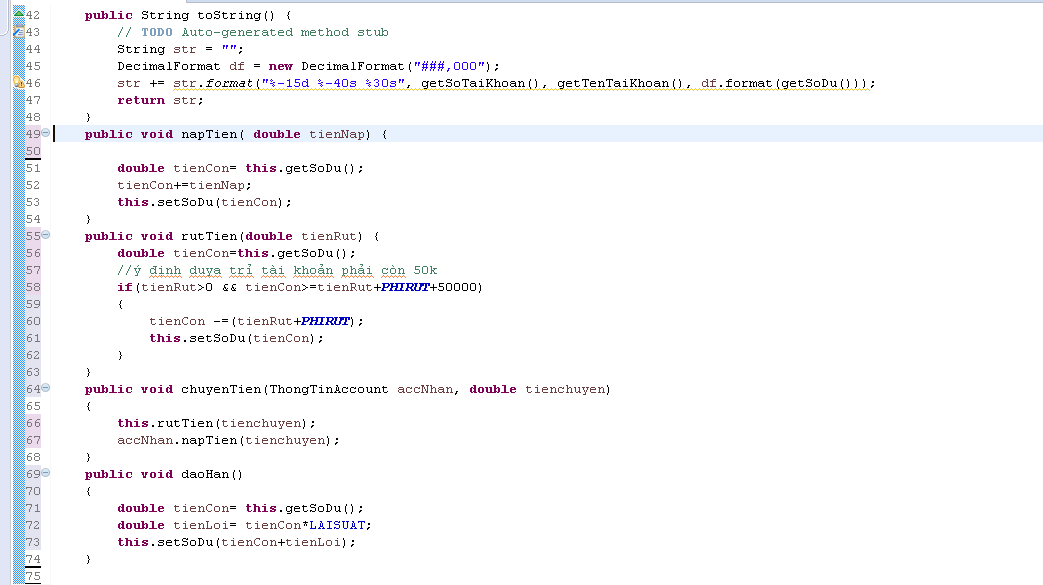 42 public String toString() {
43 // TODO Auto-generated method stub
44 String str = "";
45 DecimalFormat df = new DecimalFormat("###,000");
46 str += str.format("%-15d %-40s %30s", getSoTaiKhoan(), getTenTaiKhoan(), df.format(getSoDu()));
47 return str;
48 }
49 public void napTien( double tienNap) {
50
51 double tienCon= this.getSoDu();
52 tienCon+=tienNap;
53 this.setSoDu(tienCon);
54 }
55 public void rutTien(double tienRut) {
56 double tienCon=this.getSoDu();
57 //ý định duya trỉ tài khoản phải còn 50k
58 if(tienRut>0 && tienCon>=tienRut+PHIRUT+50000)
59 {
60 tienCon -=(tienRut+PHIRUT);
61 this.setSoDu(tienCon);
62 }
63 }
64 public void chuyenTien(ThongTinAccount accNhan, double tienchuyen)
65 {
66 this.rutTien(tienchuyen);
67 accNhan.napTien(tienchuyen);
68 }
69 public void daoHan()
70 {
71 double tienCon= this.getSoDu();
72 double tienLoi= tienCon*LAISUAT;
73 this.setSoDu(tienCon+tienLoi);
74 }
75